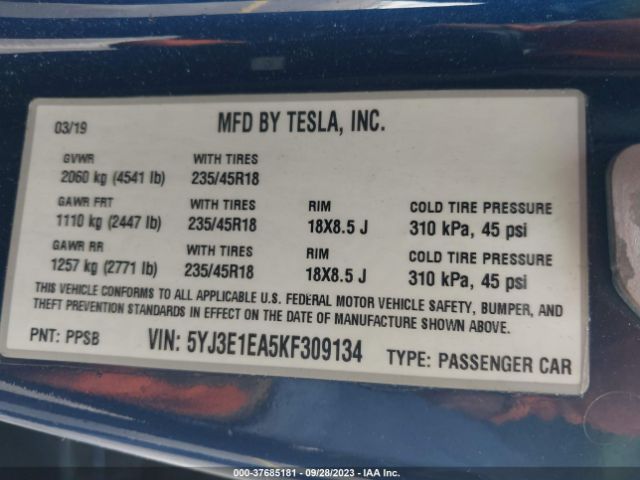 03/19 MFD BY TESLA, INC.
GVWR WITH TIRES
2060 kg (4541 lb) 235/45R18
GAWR FRT WITH TIRES RIM COLD TIRE PRESSURE
1110 kg (2447 lb) 235/45R18 18X8.5 J 310 kPa, 45 psi
GAWR RR WITH TIRES RIM COLD TIRE PRESSURE
1257 kg (2771 lb) 235/45R18 18X8.5 J 310 kPa, 45 psi
THIS VEHICLE CONFORMS TO ALL APPLICABLE U.S. FEDERAL MOTOR VEHICLE SAFETY, BUMPER, AND
THEFT PREVENTION STANDARDS IN EFFECT ON THE DATE OF MANUFACTURE SHOWN ABOVE.
PNT: PPSB VIN: 5YJ3E1EA5KF309134 TYPE: PASSENGER CAR
000-37685181 - 09/28/2023 - IAA Inc.